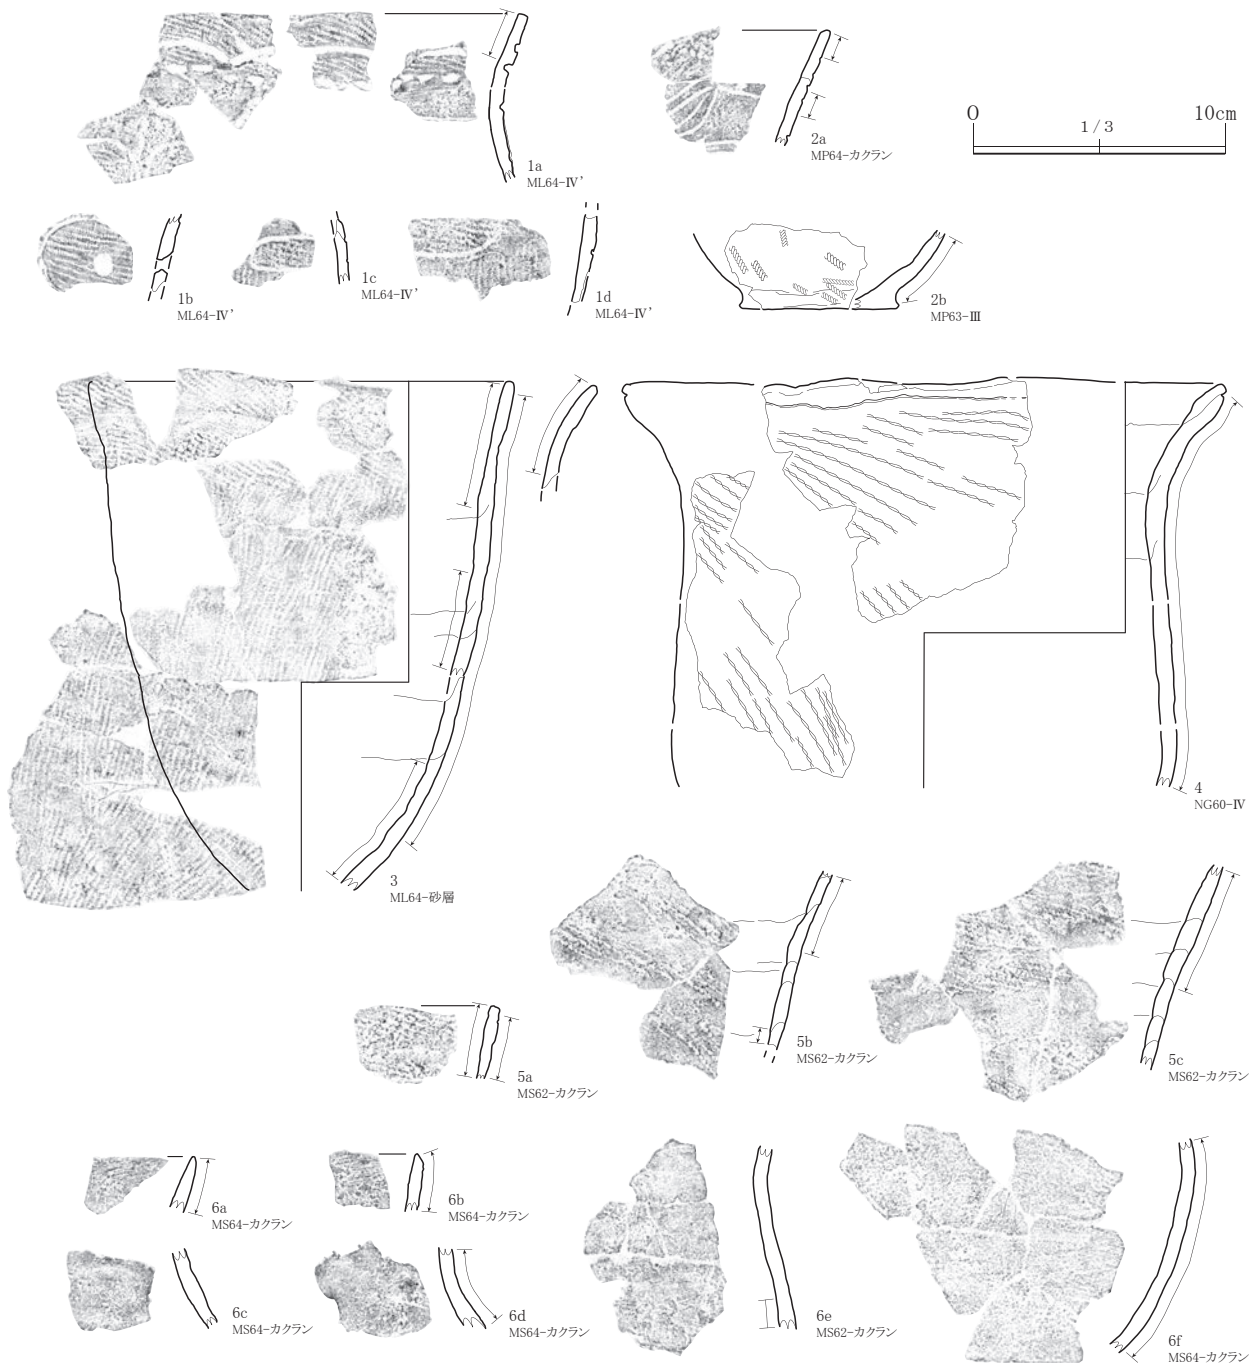 O 1/3 10cm
1a
ML64-Ⅳ’
2a
MP64-カクラン
1b
ML64-Ⅳ’
1c
ML64-Ⅳ’
1d
ML64-Ⅳ’
2b
MP63-Ⅲ
3
ML64-砂層
4
NG60-Ⅳ
5a
MS62-カクラン
5b
MS62-カクラン
5c
MS62-カクラン
6a
MS64-カクラン
6b
MS64-カクラン
6c
MS64-カクラン
6d
MS64-カクラン
6e
MS62-カクラン
6f
MS64-カクラン